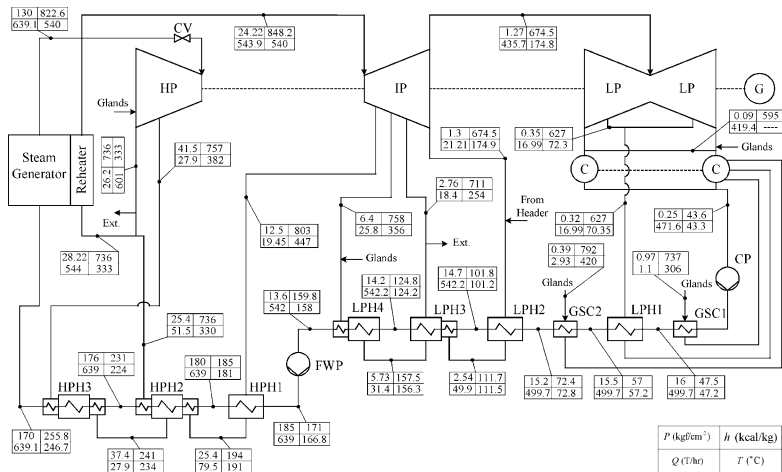 130 822.6
639.1 540
CV
24.22 848.2
543.9 540
1.27 674.5
435.7 174.8
HP
IP
LP
LP
G
Glands
0.09 595
419.4 ----
Glands
Steam
Generator
Reheater
26.2 736
601 333
41.5 757
27.9 382
1.3 674.5
21.21 174.9
0.35 627
16.99 72.3
C
C
Ext.
2.76 711
18.4 254
From
Header
12.5 803
19.45 447
6.4 758
25.8 356
Ext.
0.32 627
16.99 70.35
0.25 43.6
471.6 43.3
28.22 736
544 333
Glands
0.39 792
2.93 420
0.97 737
1.1 306
CP
Glands
Glands
14.2 124.8
542.2 124.2
14.7 101.8
542.2 101.2
13.6 159.8
542 158
LPH4
LPH3
LPH2
GSC2
LPH1
GSC1
25.4 736
51.5 330
FWP
176 231
639 224
180 185
639 181
5.73 157.5
31.4 156.3
2.54 111.7
49.9 111.5
15.2 72.4
499.7 72.8
15.5 57
499.7 57.2
16 47.5
499.7 47.2
HPH3
HPH2
HPH1
170 255.8
639.1 246.7
37.4 241
27.9 234
25.4 194
79.5 191
185 171
639 166.8
P (kgf/cm²) h (kcal/kg)
Q (T/hr) T (°C)